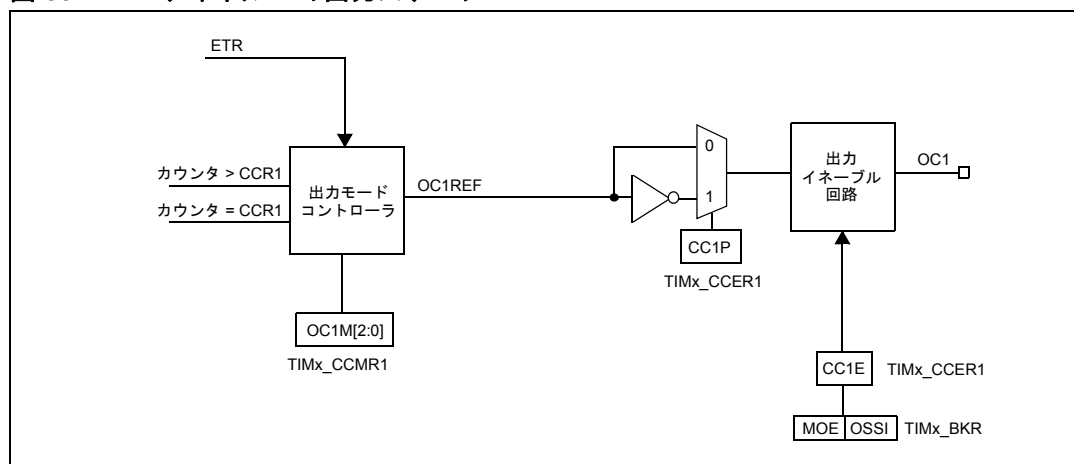 ETR
カウンタ > CCR1
カウンタ = CCR1
出力モード
コントローラ
OC1REF
0
1
CC1P
TIMx_CCER1
出力
イネーブル
回路
OC1
OC1M[2:0]
TIMx_CCMR1
CC1E
TIMx_CCER1
MOE
OSSI
TIMx_BKR